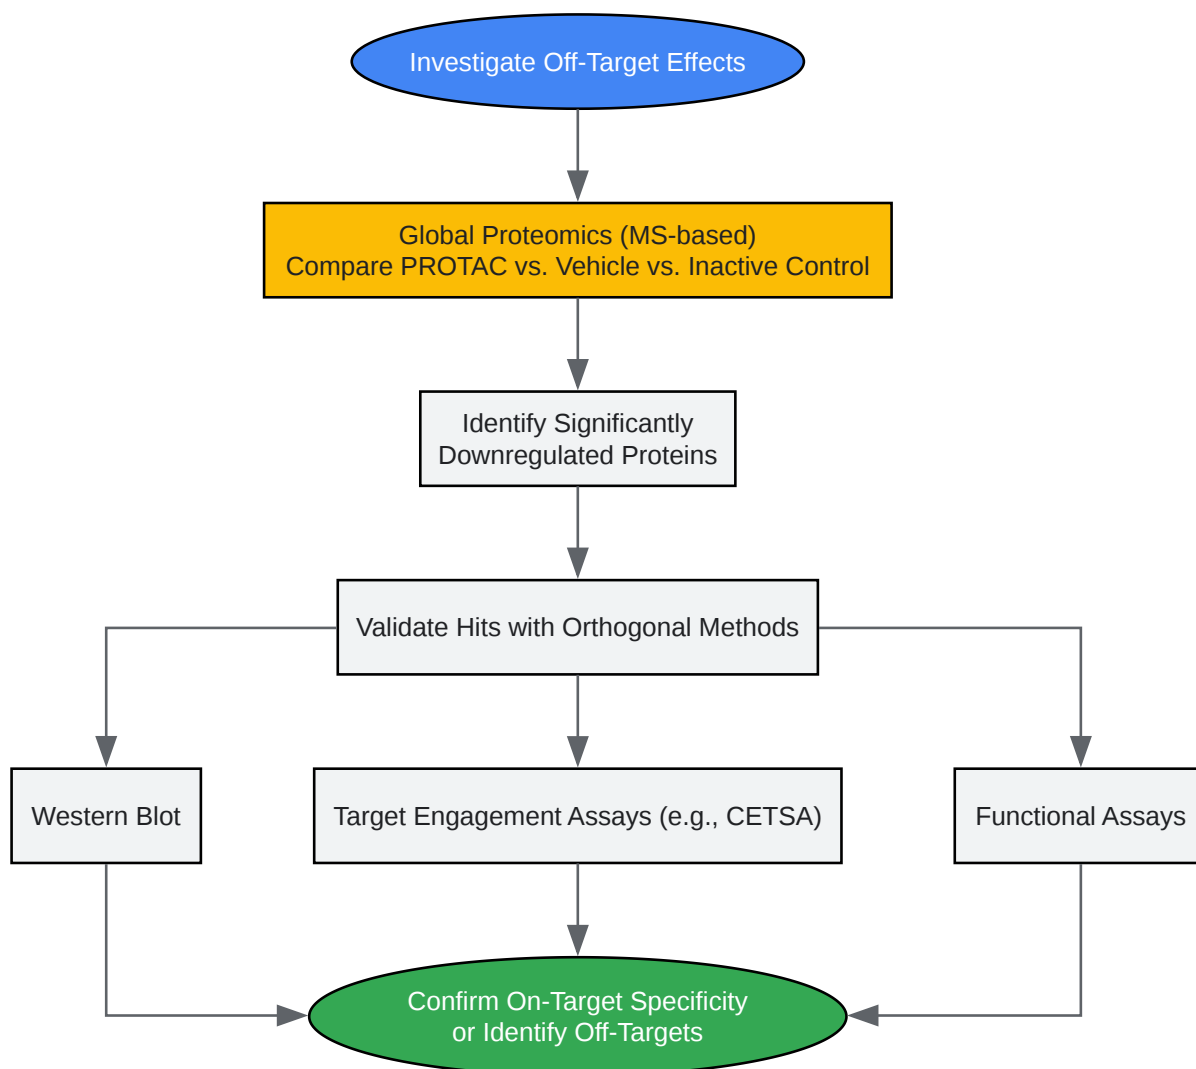 Investigate Off-Target Effects
Global Proteomics (MS-based)
Compare PROTAC vs. Vehicle vs. Inactive Control
Identify Significantly
Downregulated Proteins
Validate Hits with Orthogonal Methods
Western Blot
Target Engagement Assays (e.g., CETSA)
Functional Assays
Confirm On-Target Specificity
or Identify Off-Targets